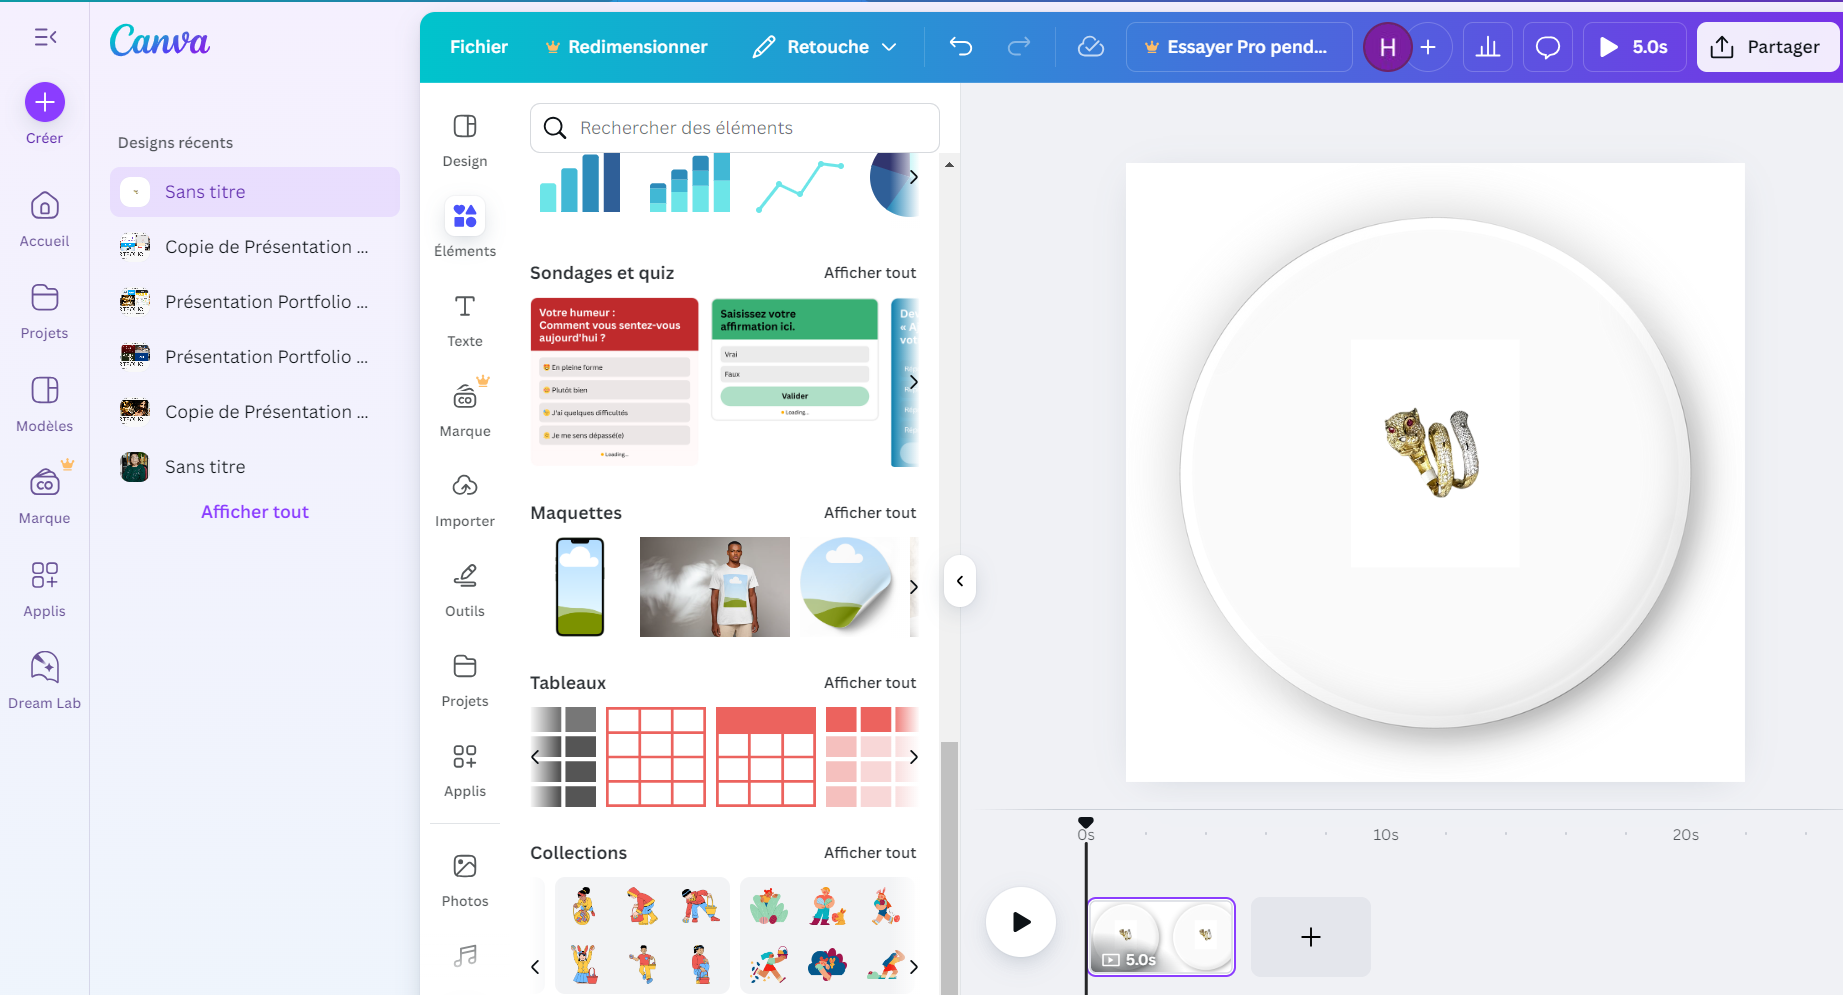 Canva
Créer
Accueil
Projets
Modèles
Marque
Applis
Dream Lab
Designs récents
Sans titre
Copie de Présentation ...
Présentation Portfolio ...
Présentation Portfolio ...
Copie de Présentation ...
Sans titre
Afficher tout
Fichier
Redimensionner
Retouche
Essayer Pro pend...
H
5.0s
Partager
Design
Éléments
Texte
Marque
Importer
Outils
Projets
Applis
Photos
Rechercher des éléments
Sondages et quiz
Afficher tout
Votre humeur :
Comment vous sentez-vous
aujourd'hui ?
En pleine forme
Plutôt bien
J'ai quelques difficultés
Je me sens dépassé(e)
Loading...
Saisissez votre
affirmation ici.
Vrai
Faux
Valider
Loading...
Maquettes
Afficher tout
Tableaux
Afficher tout
Collections
Afficher tout
0s
10s
20s
5.0s